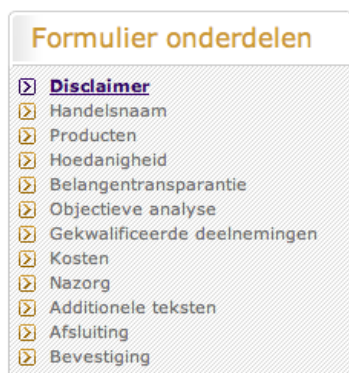 Formulier onderdelen
Disclaimer
Handelsnaam
Producten
Hoedanigheid
Belangentransparantie
Objectieve analyse
Gekwalificeerde deelnemingen
Kosten
Nazorg
Additionele teksten
Afsluiting
Bevestiging